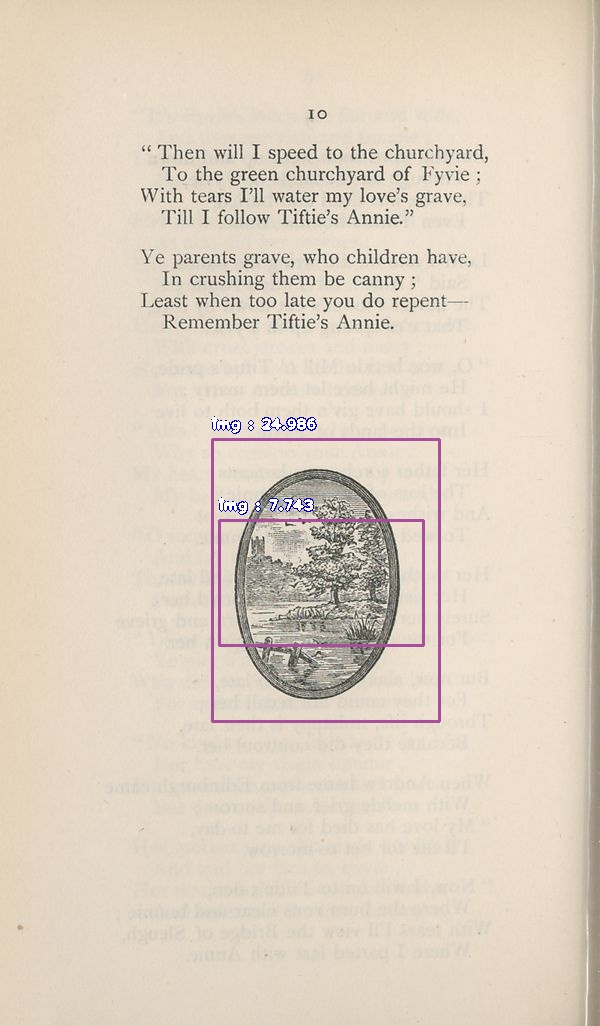 10
“ Then will I speed to the churchyard,
To the green churchyard of Fyvie ;
With tears I’ll water my love’s grave,
Till I follow Tiftie’s Annie.”
Ye parents grave, who children have,
In crushing them be canny ;
Least when too late you do repent—
Remember Tiftie’s Annie.
img : 24.986
img : 7.743